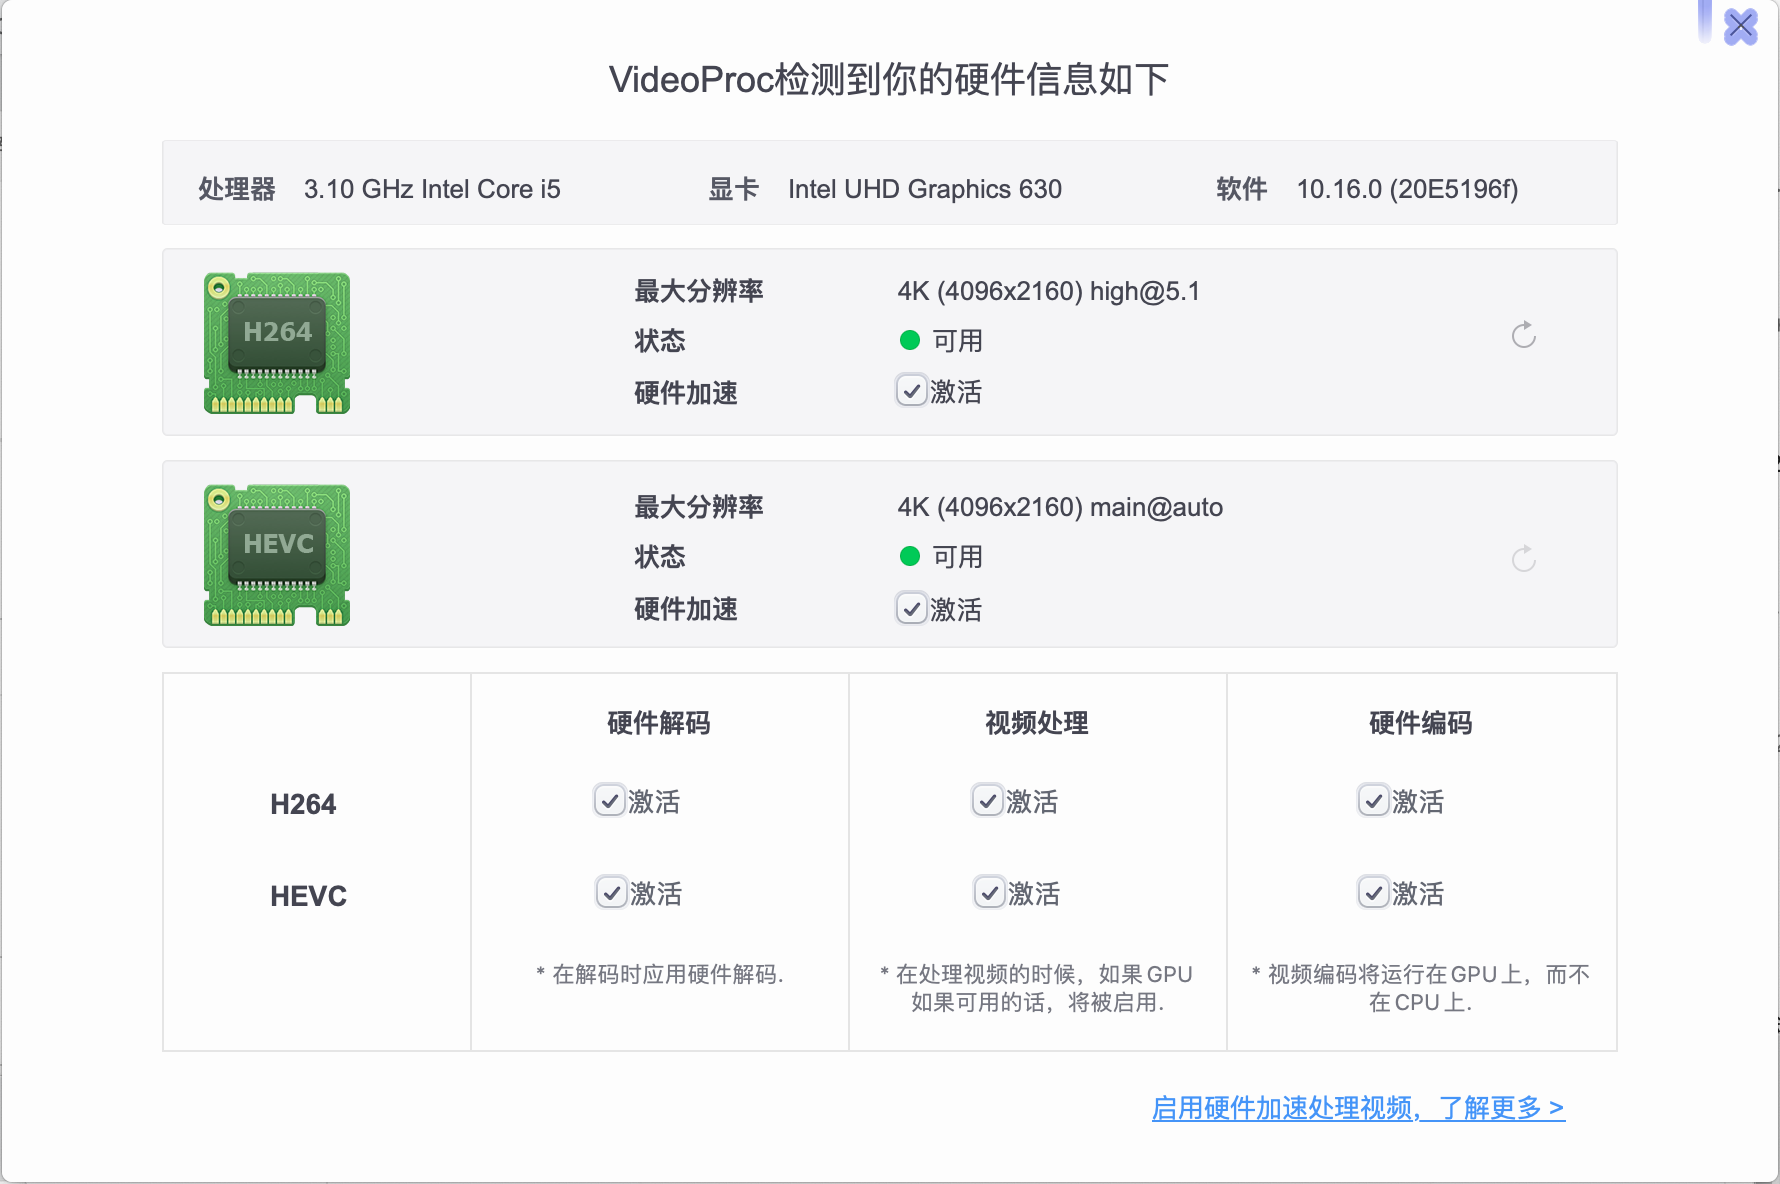 VideoProc检测到你的硬件信息如下
处理器 3.10 GHz Intel Core i5 显卡 Intel UHD Graphics 630 软件 10.16.0 (20E5196f)
H264
最大分辨率 4K (4096x2160) high@5.1
状态 可用
硬件加速 激活
HEVC
最大分辨率 4K (4096x2160) main@auto
状态 可用
硬件加速 激活
硬件解码 视频处理 硬件编码
H264 激活 激活 激活
HEVC 激活 激活 激活
* 在解码时应用硬件解码.
* 在处理视频的时候，如果GPU
如果可用的话，将被启用.
* 视频编码将运行在GPU上，而不
在CPU上.
启用硬件加速处理视频，了解更多 >